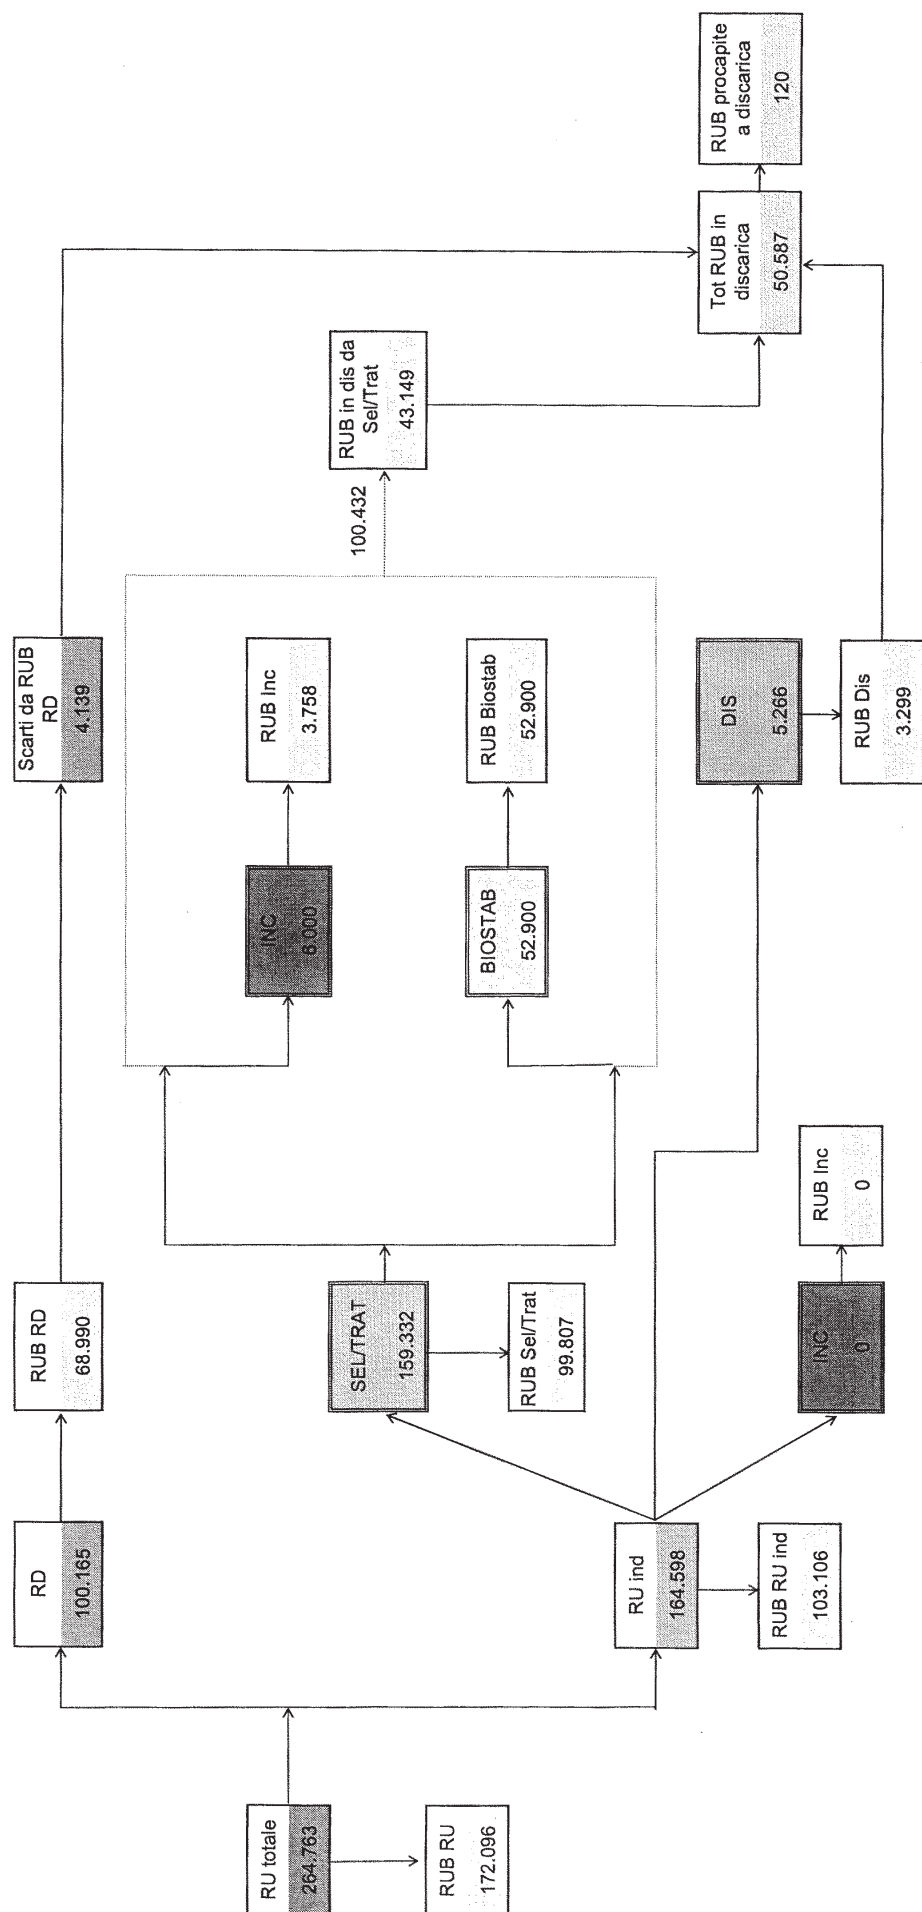 RU totale
264.763
RUB RU
172.096
RD
100.165
RU ind
164.598
RUB RU ind
103.106
RUB RD
68.990
SEL/TRAT
159.332
RUB Sel/Trat
99.807
INC
0
RUB Inc
0
INC
6.000
BIOSTAB
52.900
Scarti da RUB
RD
4.139
RUB Inc
3.758
RUB Biostab
52.900
DIS
5.266
RUB Dis
3.299
100.432
RUB in dis da
Sel/Trat
43.149
Tot RUB in
discarica
50.587
RUB procapite
a discarica
120